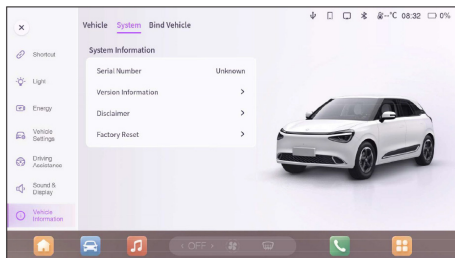 Vehicle System Bind Vehicle
--°C 08:32 0%
Shortcut
System Information
Serial Number Unknown
Light
Version Information >
Energy
Disclaimer >
Vehicle
Settings
Factory Reset >
Driving
Assistance
Sound &
Display
Vehicle
Information
‹ OFF ›